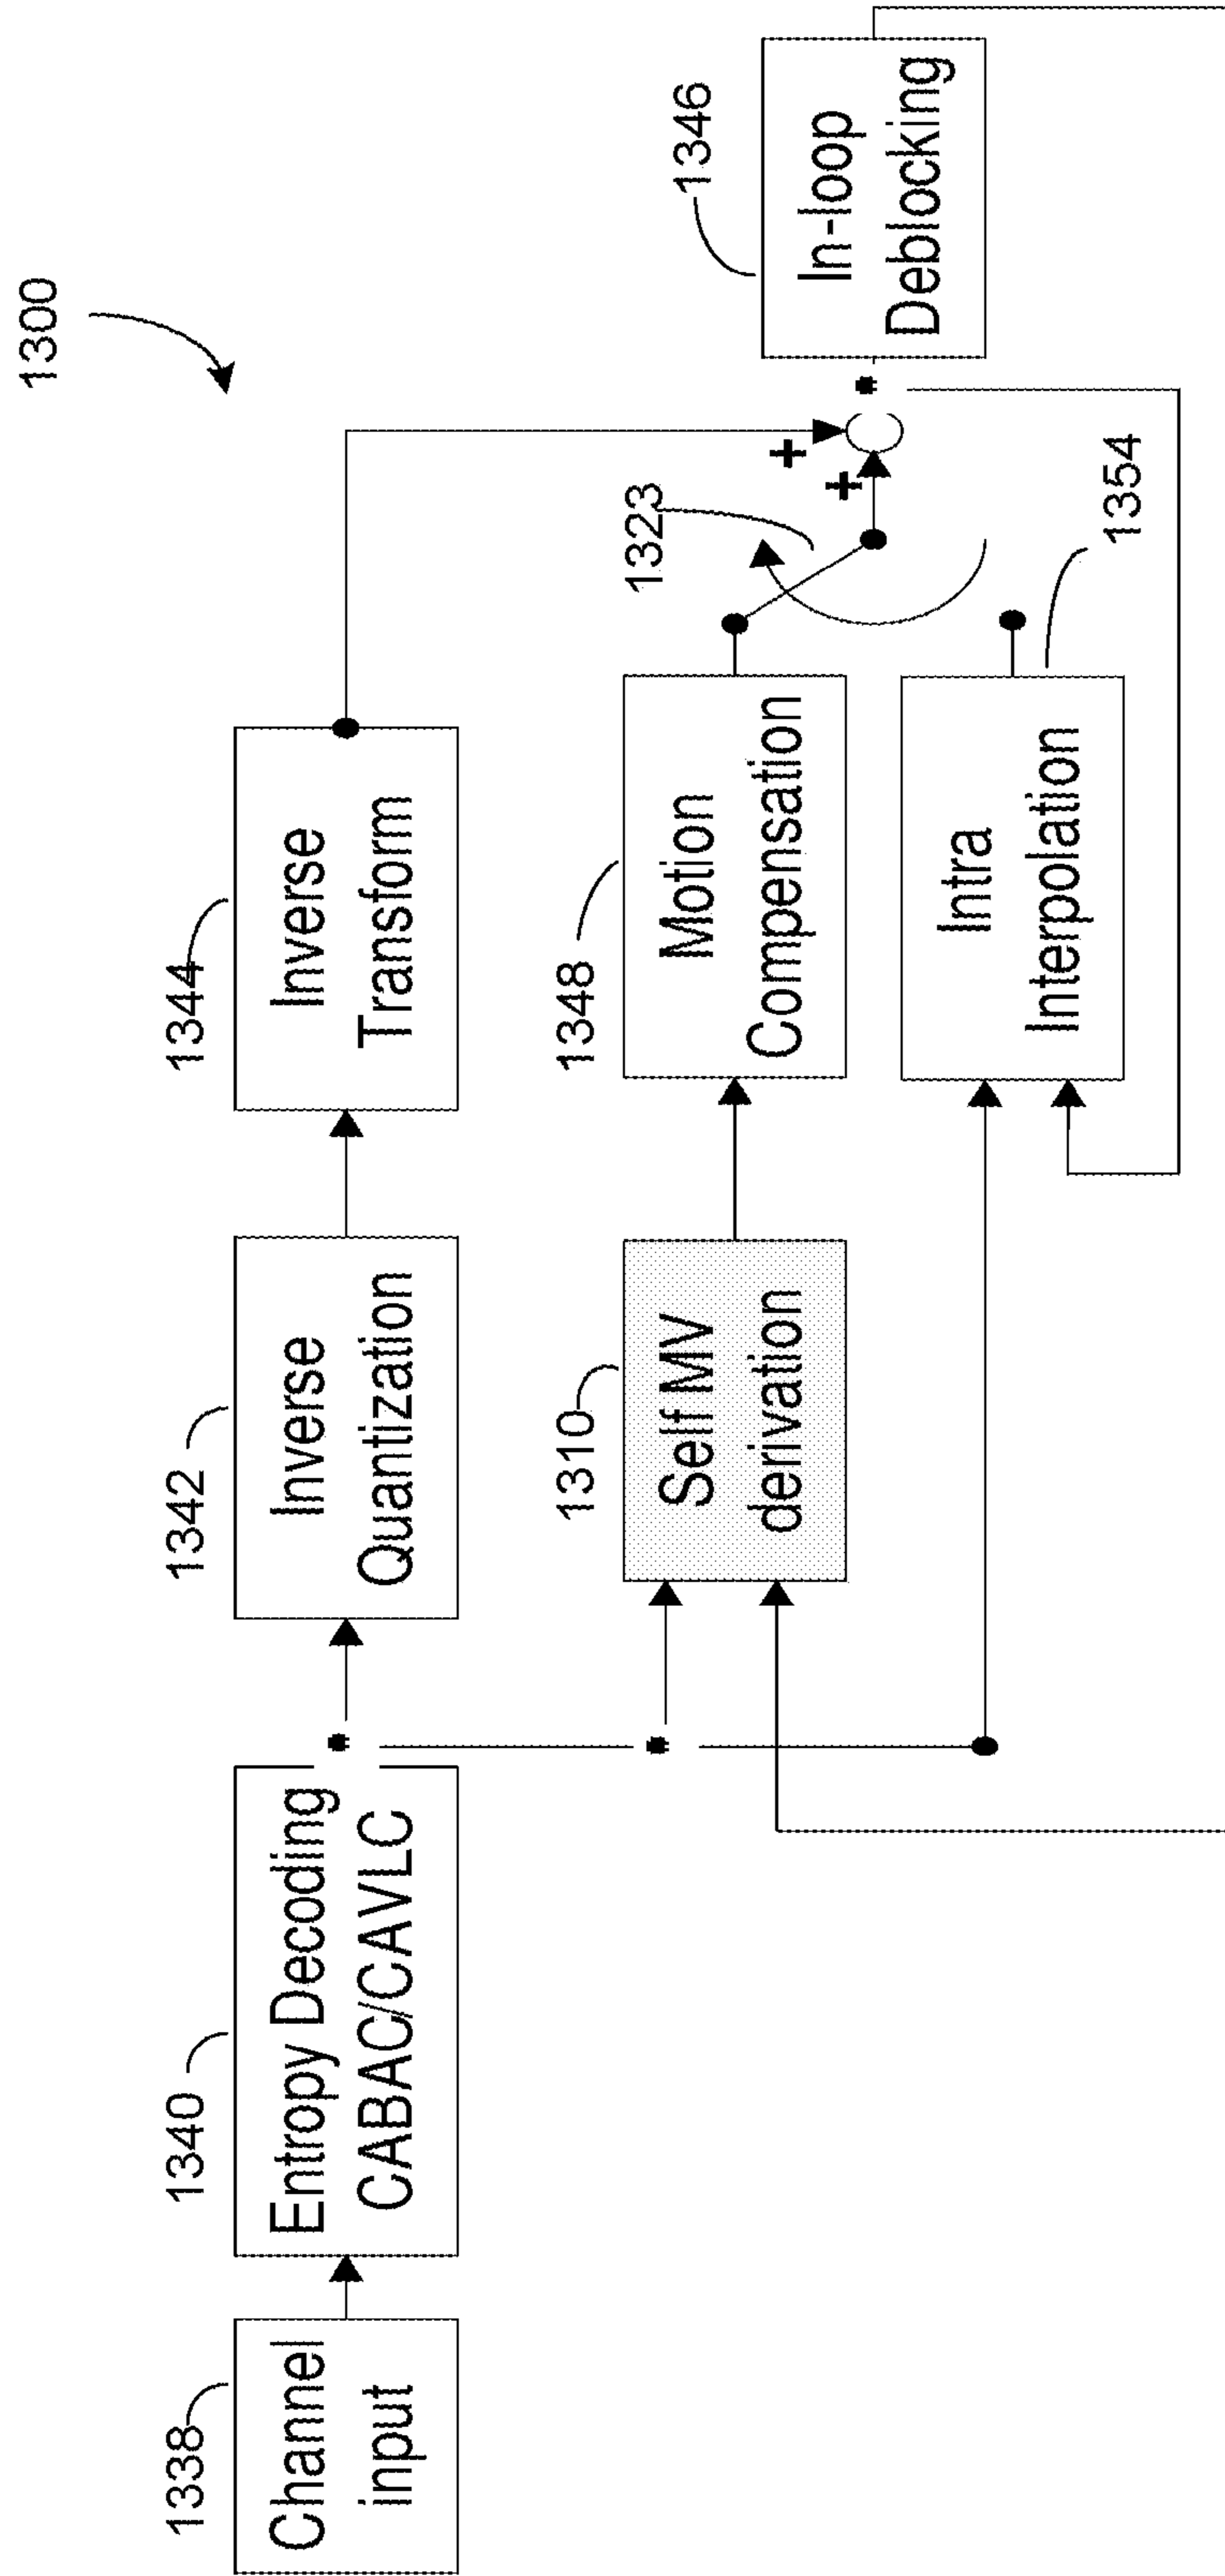 1300
1338
Channel
input
1340
Entropy Decoding
CABAC/CAVLC
1342
Inverse
Quantization
1344
Inverse
Transform
1310
Self MV
derivation
1348
Motion
Compensation
1323
+
+
1346
In-loop
Deblocking
Intra
Interpolation
1354